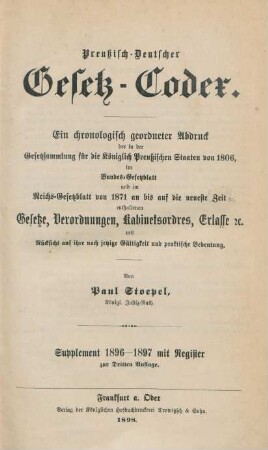 Preußisch-Deutscher
Gesetz-Codex.
Ein chronologisch geordneter Abdruck
der in der
Gesetzsammlung für die Königlich Preußischen Staaten von 1806,
im
Bundes-Gesetzblatt
und im
Reichs-Gesetzblatt von 1871 an bis auf die neueste Zeit
enthaltenen
Gesetze, Verordnungen, Kabinetsordres, Erlasse ꝛc.
mit
Rücksicht auf ihre noch jetzige Gültigkeit und praktische Bedeutung.
Von
Paul Stoepel,
Königl. Justiz-Rath.
Supplement 1896—1897 mit Register
zur Dritten Auflage.
Frankfurt a. Oder
Verlag der Königlichen Hofbuchdruckerei Trowitzsch & Sohn.
1898.